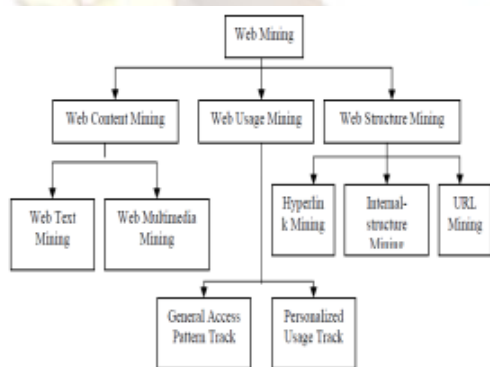 Web Mining
Web Content Mining
Web Usage Mining
Web Structure Mining
Web Text
Mining
Web Multimedia
Mining
Hyperlin
k Mining
Internal-
structure
Mining
URL
Mining
General Access
Pattern Track
Personalized
Usage Track